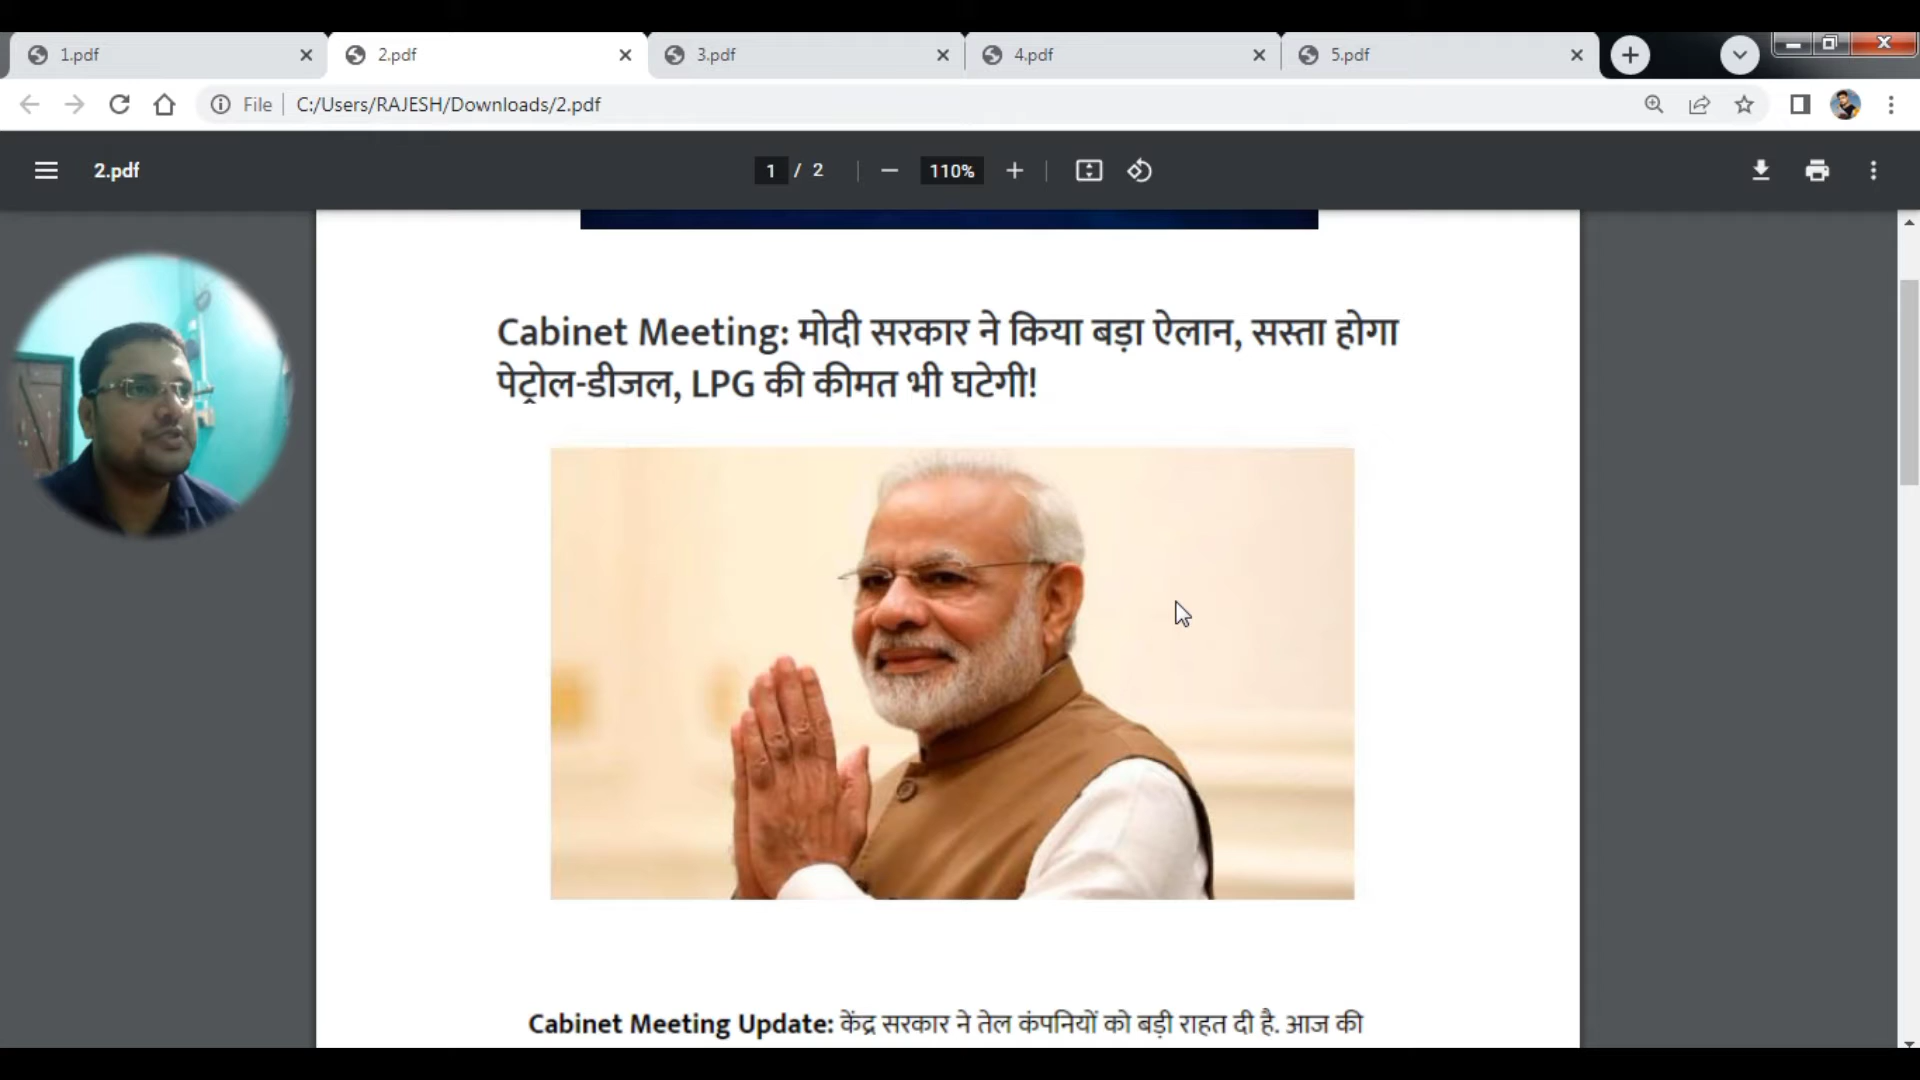 1.pdf
2.pdf
3.pdf
4.pdf
5.pdf
File
C:/Users/RAJESH/Downloads/2.pdf
2.pdf
1 / 2
110%
Cabinet Meeting: मोदी सरकार ने किया बड़ा ऐलान, सस्ता होगा
पेट्रोल-डीजल, LPG की कीमत भी घटेगी!
Cabinet Meeting Update: केंद्र सरकार ने तेल कंपनियों को बड़ी राहत दी है. आज की